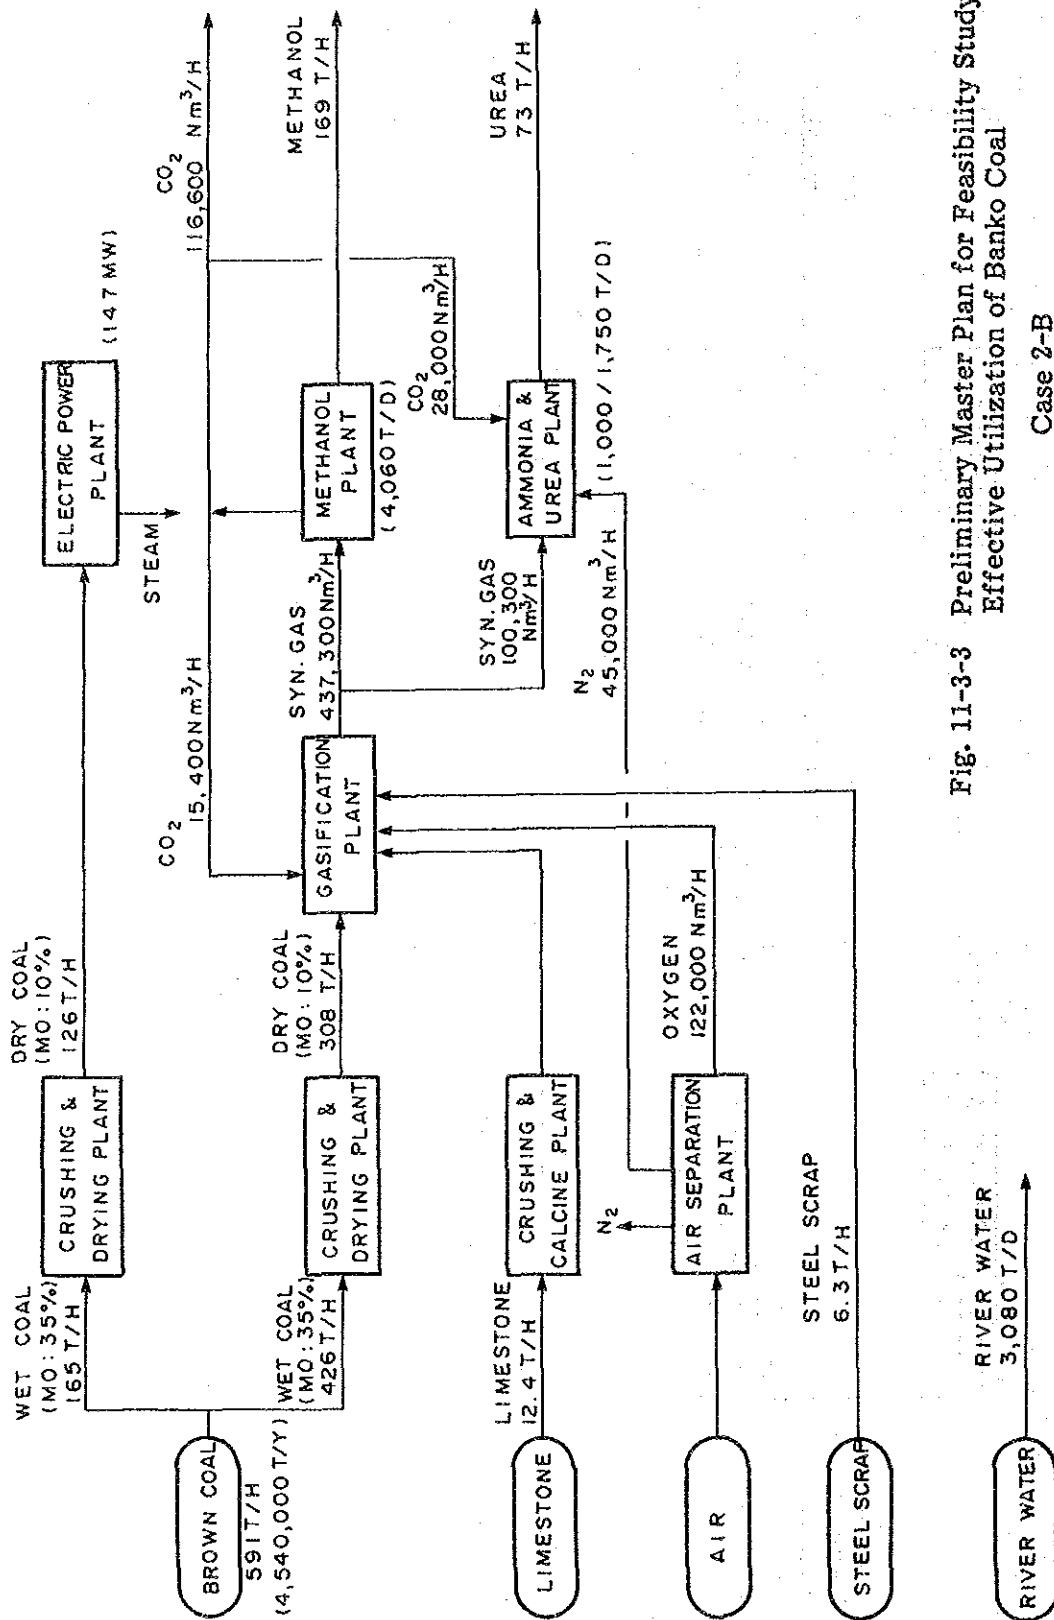 BROWN COAL
591 T/H
(4,540,000 T/Y)
WET COAL
(MO:35%)
165 T/H
CRUSHING &
DRYING PLANT
DRY COAL
(MO:10%)
126 T/H
ELECTRIC POWER
PLANT
(147 MW)
STEAM
WET COAL
(MO:35%)
426 T/H
CRUSHING &
DRYING PLANT
DRY COAL
(MO:10%)
308 T/H
CO2
15,400 Nm3/H
GASIFICATION
PLANT
SYN. GAS
437,300 Nm3/H
METHANOL
PLANT
(4,060 T/D)
CO2
116,600 Nm3/H
METHANOL
169 T/H
CO2
28,000 Nm3/H
SYN. GAS
100,300
Nm3/H
AMMONIA &
UREA PLANT
(1,000 / 1,750 T/D)
UREA
73 T/H
N2
45,000 Nm3/H
LIMESTONE
LIMESTONE
12.4 T/H
CRUSHING &
CALCINE PLANT
AIR
N2
AIR SEPARATION
PLANT
OXYGEN
122,000 Nm3/H
STEEL SCRAP
STEEL SCRAP
6.3 T/H
RIVER WATER
RIVER WATER
3,080 T/D
Fig. 11-3-3 Preliminary Master Plan for Feasibility Study
Effective Utilization of Banko Coal
Case 2-B